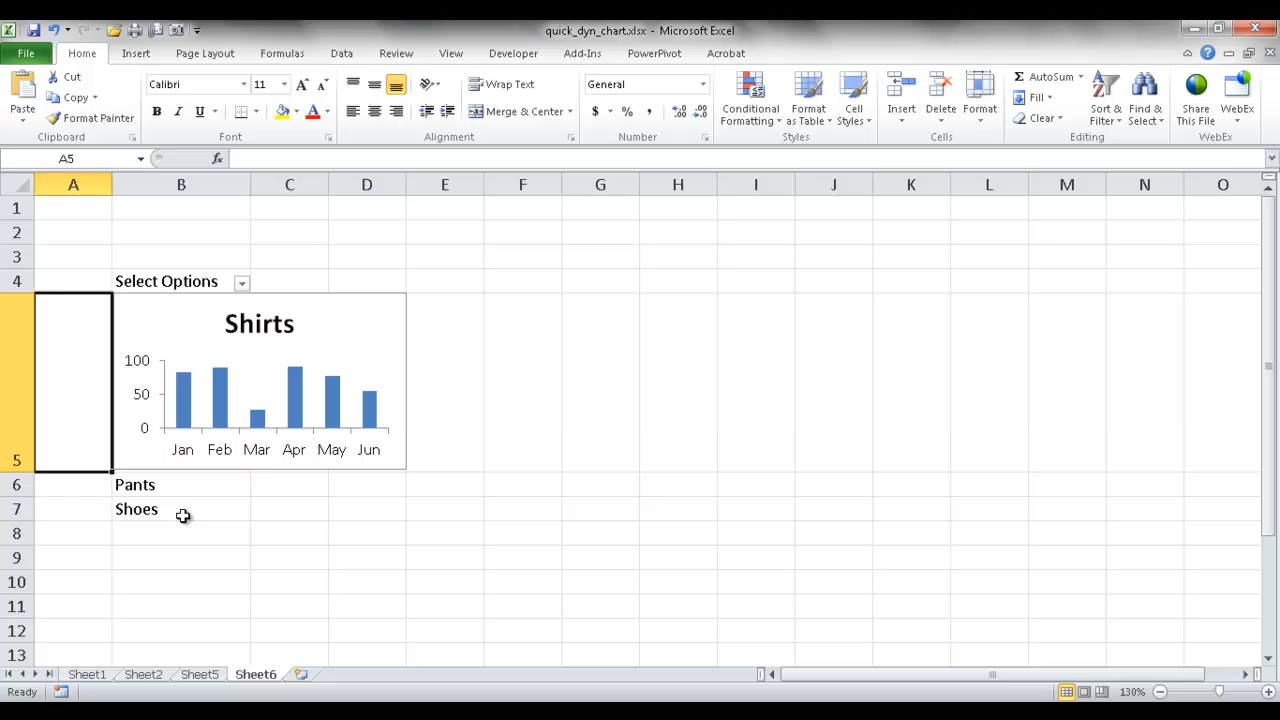 quick_dyn_chart.xlsx - Microsoft Excel
File Home Insert Page Layout Formulas Data Review View Developer Add-Ins PowerPivot Acrobat
Paste
Cut
Copy
Format Painter
Clipboard
Calibri 11
B I U
Font
Wrap Text
Merge & Center
Alignment
General
$ % ,
Number
Conditional Formatting
Format as Table
Cell Styles
Styles
Insert Delete Format
Cells
Σ AutoSum
Fill
Clear
Sort & Filter
Find & Select
Editing
Share This File
WebEx
WebEx
A5 fx
A B C D E F G H I J K L M N O
1
2
3
4 Select Options
Shirts
100
50
0
Jan Feb Mar Apr May Jun
5
6 Pants
7 Shoes
8
9
10
11
12
13
Sheet1 Sheet2 Sheet5 Sheet6
Ready 130%